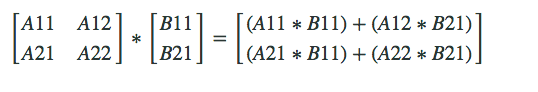 [A11 A12] * [B11] = [(A11 * B11) + (A12 * B21)]
[A21 A22] [B21] [(A21 * B11) + (A22 * B21)]